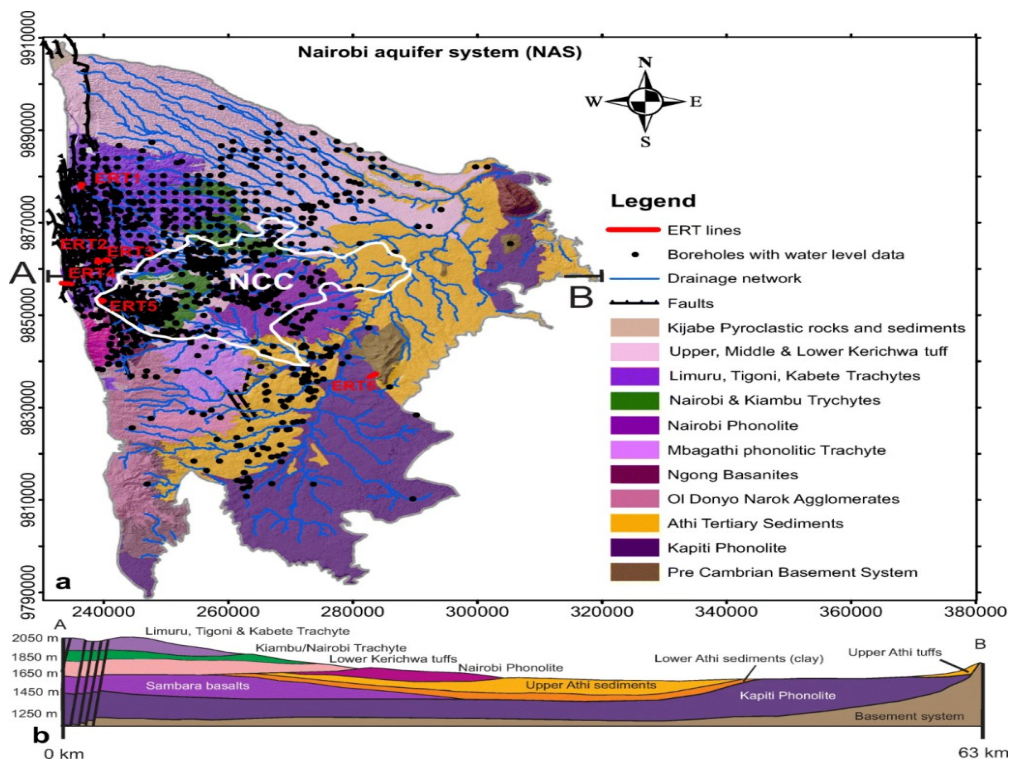 Nairobi aquifer system (NAS)
N
W
E
S
9910000
9890000
9870000
9850000
9830000
9810000
9790000
ERT1
ERT2
ERT3
ERT4
ERT5
ERT6
NCC
A
B
Legend
ERT lines
Boreholes with water level data
Drainage network
Faults
Kijabe Pyroclastic rocks and sediments
Upper, Middle & Lower Kerichwa tuff
Limuru, Tigoni, Kabete Trachytes
Nairobi & Kiambu Trychytes
Nairobi Phonolite
Mbagathi phonolitic Trachyte
Ngong Basanites
Ol Donyo Narok Agglomerates
Athi Tertiary Sediments
Kapiti Phonolite
Pre Cambrian Basement System
a
240000 260000 280000 300000 320000 340000 360000 380000
A
B
2050 m
1850 m
1650 m
1450 m
1250 m
Limuru, Tigoni & Kabete Trachyte
Kiambu/Nairobi Trachyte
Lower Kerichwa tuffs
Nairobi Phonolite
Lower Athi sediments (clay)
Upper Athi tuffs
Sambara basalts
Upper Athi sediments
Kapiti Phonolite
Basement system
b
0 km
63 km